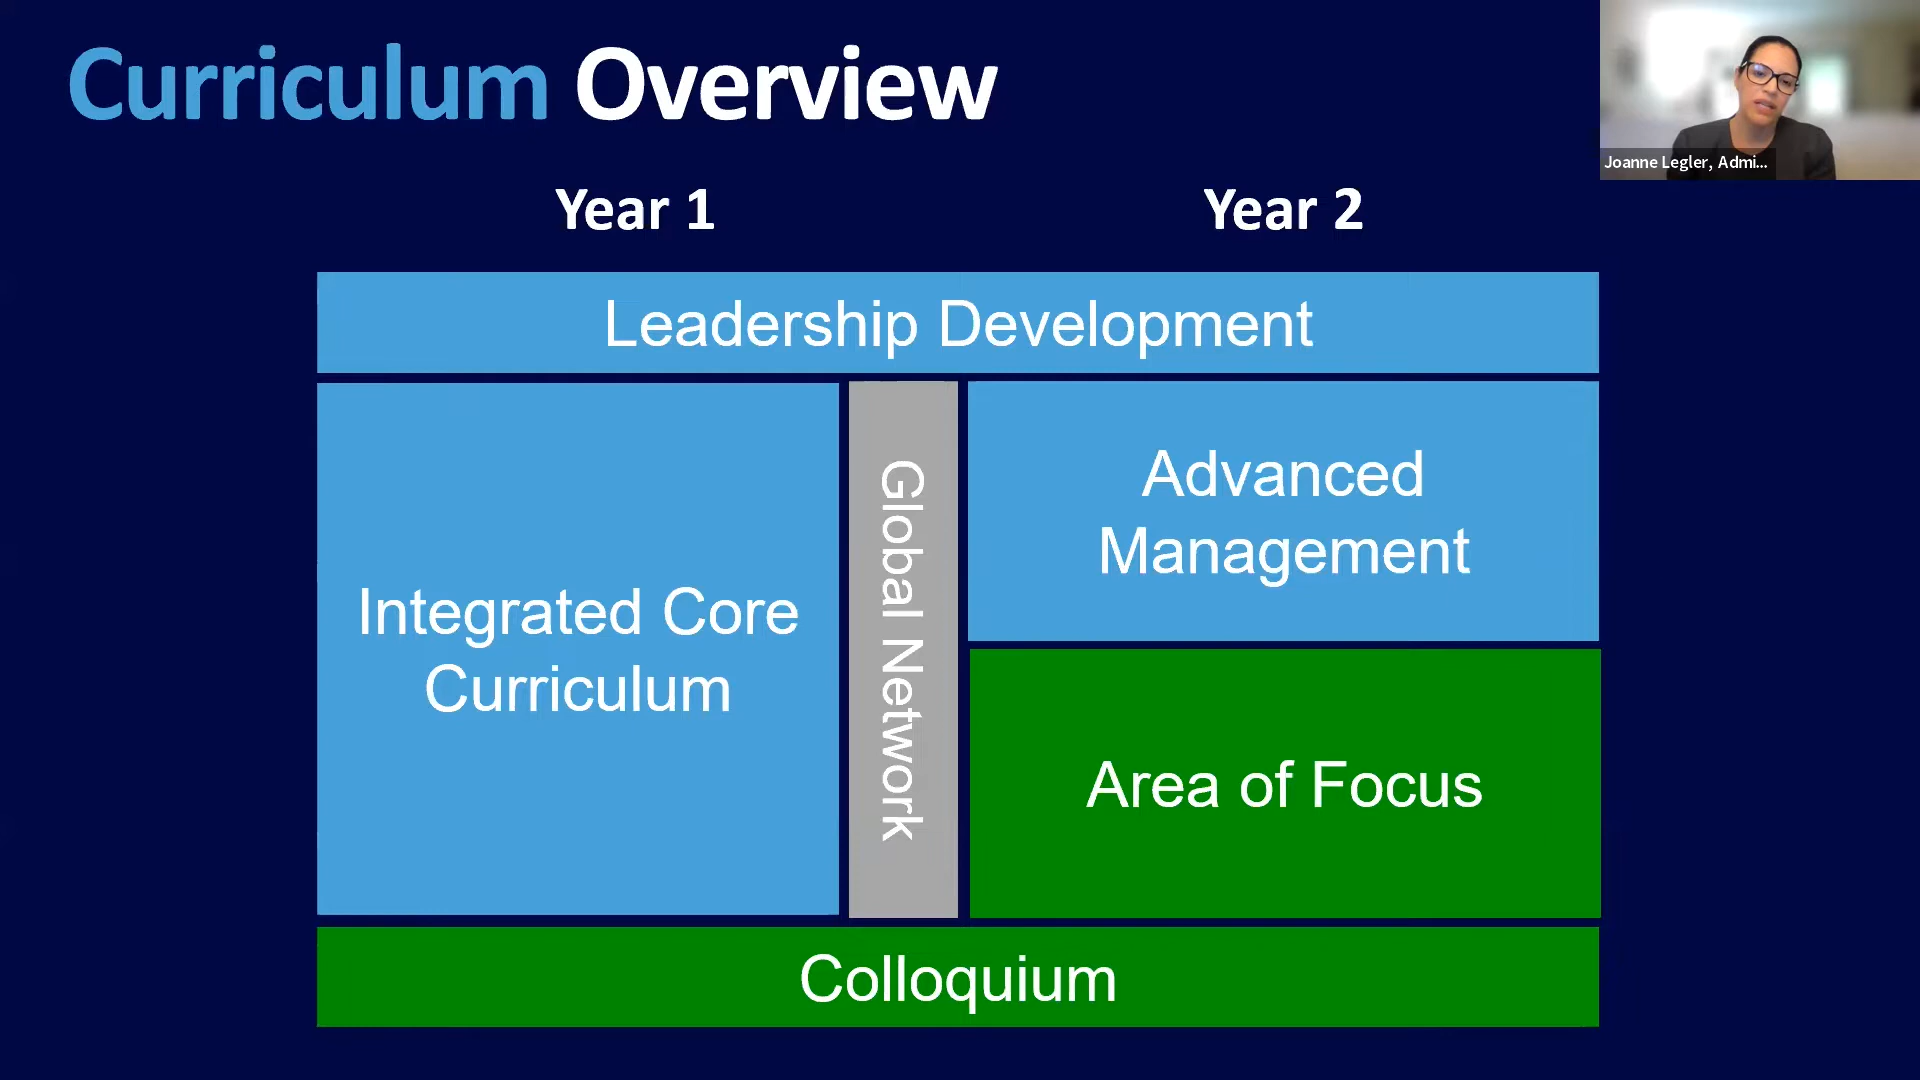 Curriculum Overview
Joanne Legler, Admi...
Year 1
Year 2
Leadership Development
Integrated Core
Curriculum
Global Network
Advanced
Management
Area of Focus
Colloquium